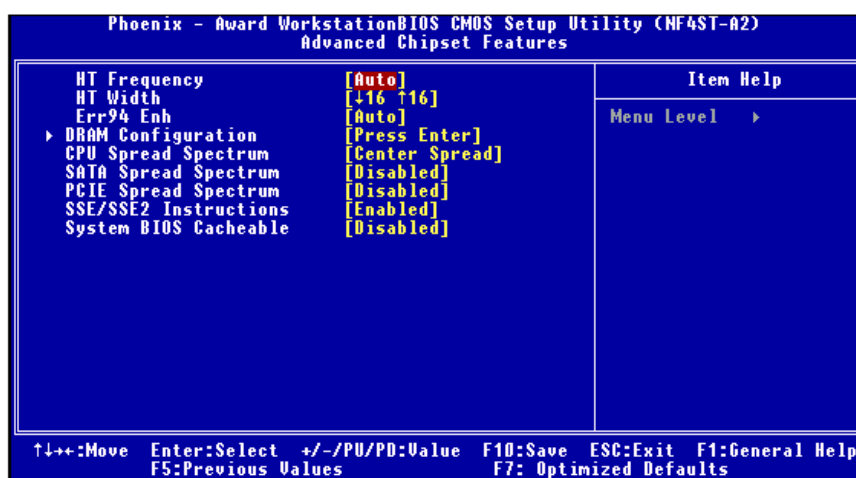 Phoenix - Award WorkstationBIOS CMOS Setup Utility (NF4ST-A2)
Advanced Chipset Features
HT Frequency [Auto]
HT Width [↓16 ↑16]
Err94 Enh [Auto]
▸ DRAM Configuration [Press Enter]
CPU Spread Spectrum [Center Spread]
SATA Spread Spectrum [Disabled]
PCIE Spread Spectrum [Disabled]
SSE/SSE2 Instructions [Enabled]
System BIOS Cacheable [Disabled]
Item Help
Menu Level ▸
↑↓→←:Move Enter:Select +/-/PU/PD:Value F10:Save ESC:Exit F1:General Help
F5:Previous Values F7: Optimized Defaults